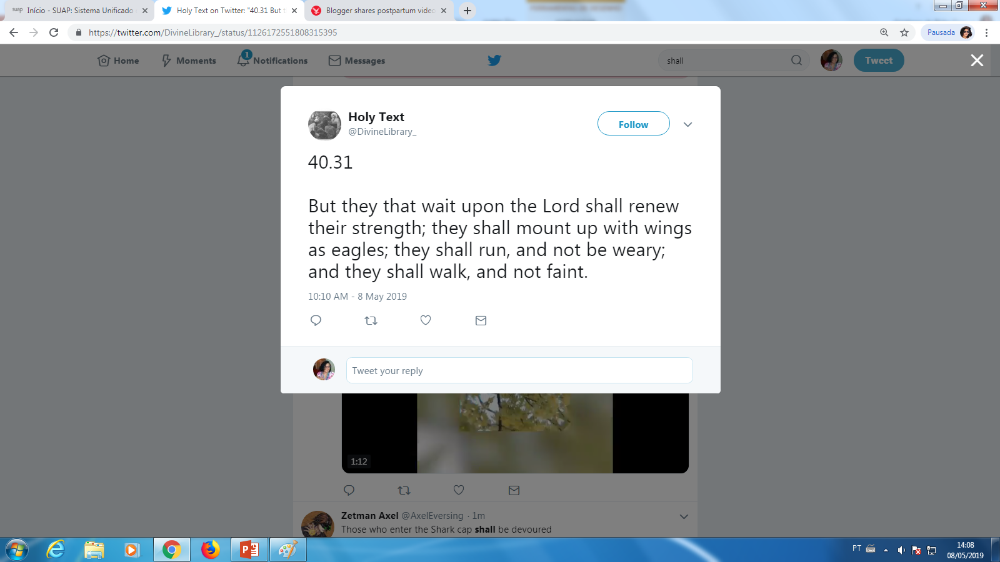 suap Início - SUAP: Sistema Unificado
Holy Text on Twitter: "40.31 But t
Blogger shares postpartum video
https://twitter.com/DivineLibrary_/status/1126172551808315395
Pausada
Home
Moments
1
Notifications
Messages
shall
Tweet
Holy Text
@DivineLibrary_
Follow
40.31
But they that wait upon the Lord shall renew
their strength; they shall mount up with wings
as eagles; they shall run, and not be weary;
and they shall walk, and not faint.
10:10 AM - 8 May 2019
Tweet your reply
1:12
Zetman Axel @AxelEversing · 1m
Those who enter the Shark cap shall be devoured
PT
14:08
08/05/2019